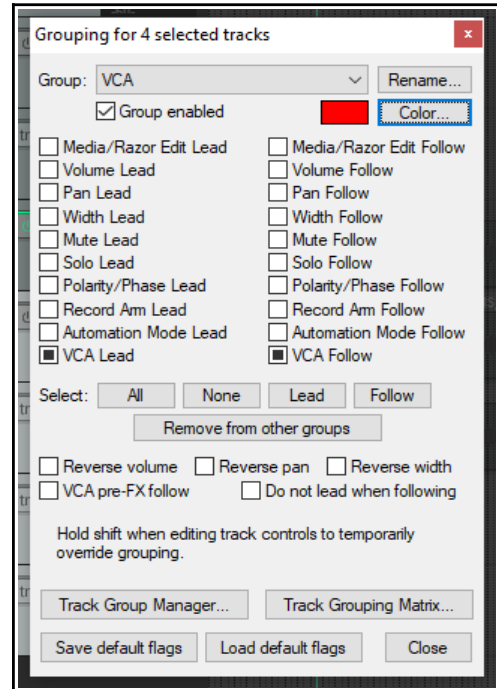 Grouping for 4 selected tracks
x
Group: VCA Rename...
Group enabled Color...
Media/Razor Edit Lead Media/Razor Edit Follow
Volume Lead Volume Follow
Pan Lead Pan Follow
Width Lead Width Follow
Mute Lead Mute Follow
Solo Lead Solo Follow
Polarity/Phase Lead Polarity/Phase Follow
Record Arm Lead Record Arm Follow
Automation Mode Lead Automation Mode Follow
VCA Lead VCA Follow
Select: All None Lead Follow
Remove from other groups
Reverse volume Reverse pan Reverse width
VCA pre-FX follow Do not lead when following
Hold shift when editing track controls to temporarily
override grouping.
Track Group Manager... Track Grouping Matrix...
Save default flags Load default flags Close